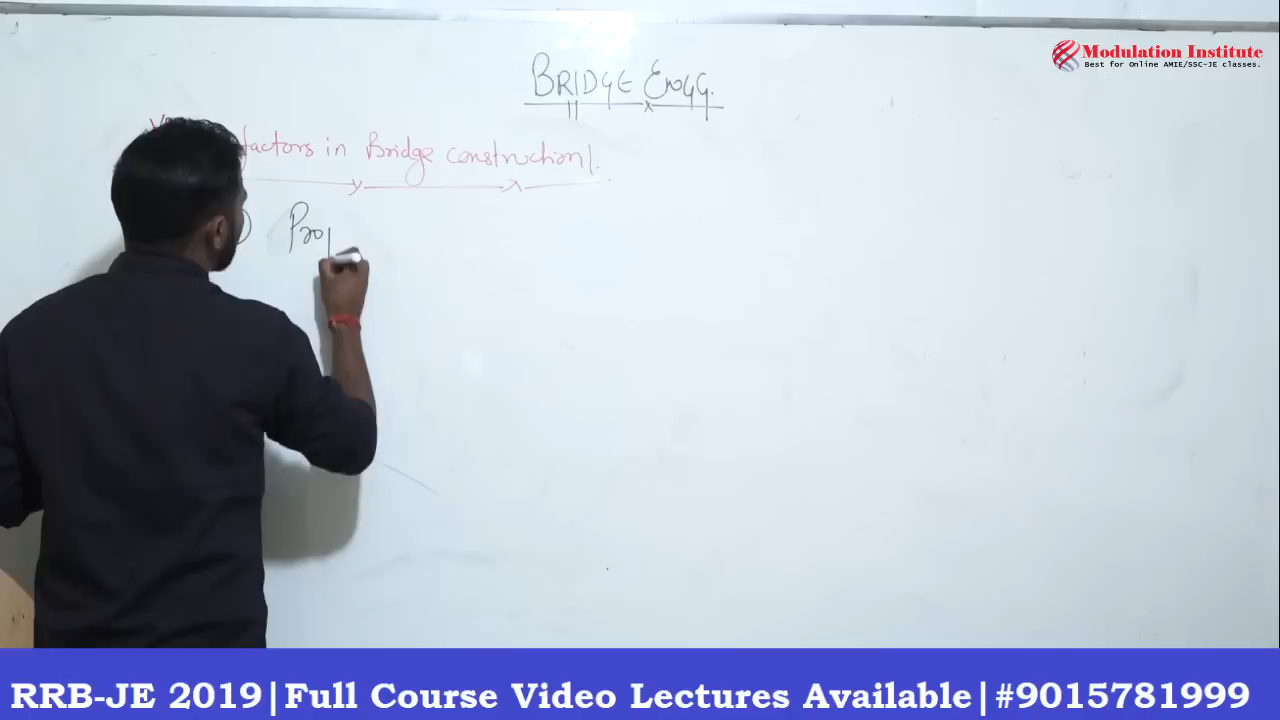 Modulation Institute
Best for Online AMIE/SSC-JE classes.
BRIDGE Engg.
factors in Bridge construction
Pro
RRB-JE 2019|Full Course Video Lectures Available|#9015781999